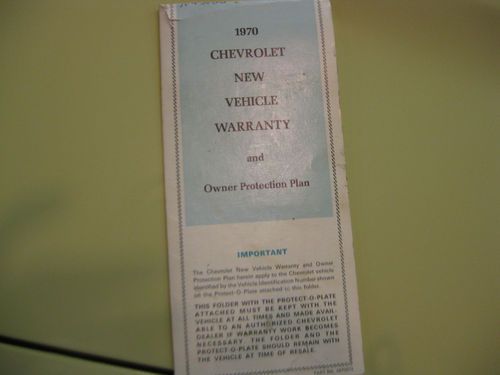 1970
CHEVROLET
NEW
VEHICLE
WARRANTY
and
Owner Protection Plan
IMPORTANT
The Chevrolet New Vehicle Warranty and Owner
Protection Plan herein apply to the Chevrolet vehicle
identified by the Vehicle Identification Number shown
on the Protect-O-Plate attached to this folder.
THIS FOLDER WITH THE PROTECT-O-PLATE
ATTACHED MUST BE KEPT WITH THE
VEHICLE AT ALL TIMES AND MADE AVAIL-
ABLE TO AN AUTHORIZED CHEVROLET
DEALER IF WARRANTY WORK BECOMES
NECESSARY. THE FOLDER AND THE
PROTECT-O-PLATE SHOULD REMAIN WITH
THE VEHICLE AT TIME OF RESALE.
PART NO.